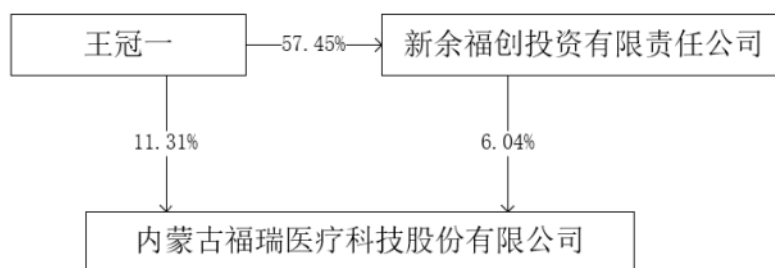 王冠一
57.45%
新余福创投资有限责任公司
11.31%
6.04%
内蒙古福瑞医疗科技股份有限公司